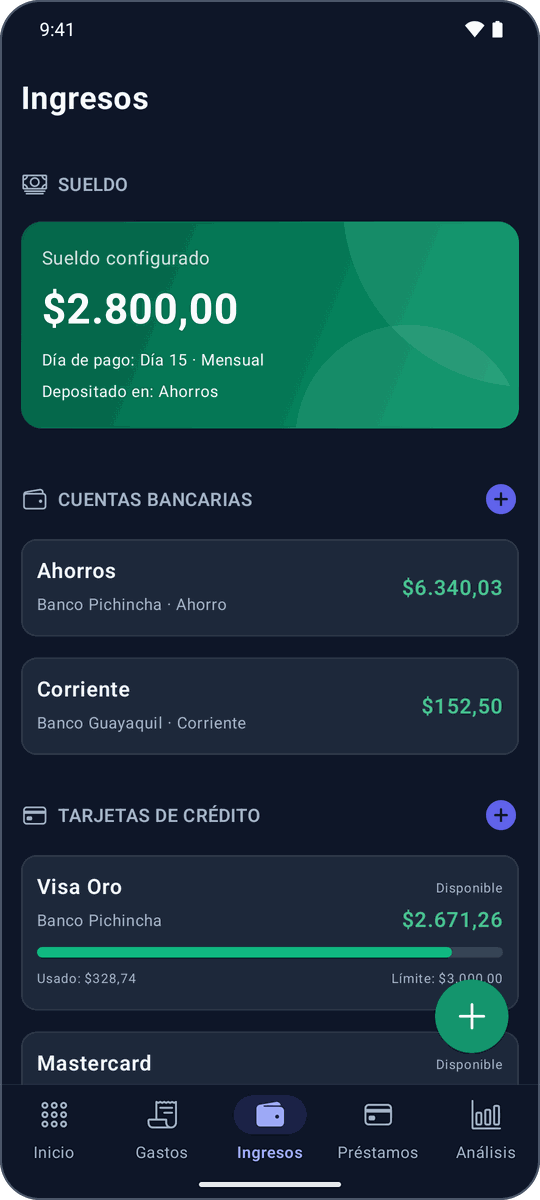 9:41
Ingresos
SUELDO
Sueldo configurado
$2.800,00
Día de pago: Día 15 · Mensual
Depositado en: Ahorros
CUENTAS BANCARIAS
Ahorros
Banco Pichincha · Ahorro
$6.340,03
Corriente
Banco Guayaquil · Corriente
$152,50
TARJETAS DE CRÉDITO
Visa Oro
Disponible
Banco Pichincha
$2.671,26
Usado: $328,74
Límite: $3.000,00
Mastercard
Disponible
Inicio
Gastos
Ingresos
Préstamos
Análisis